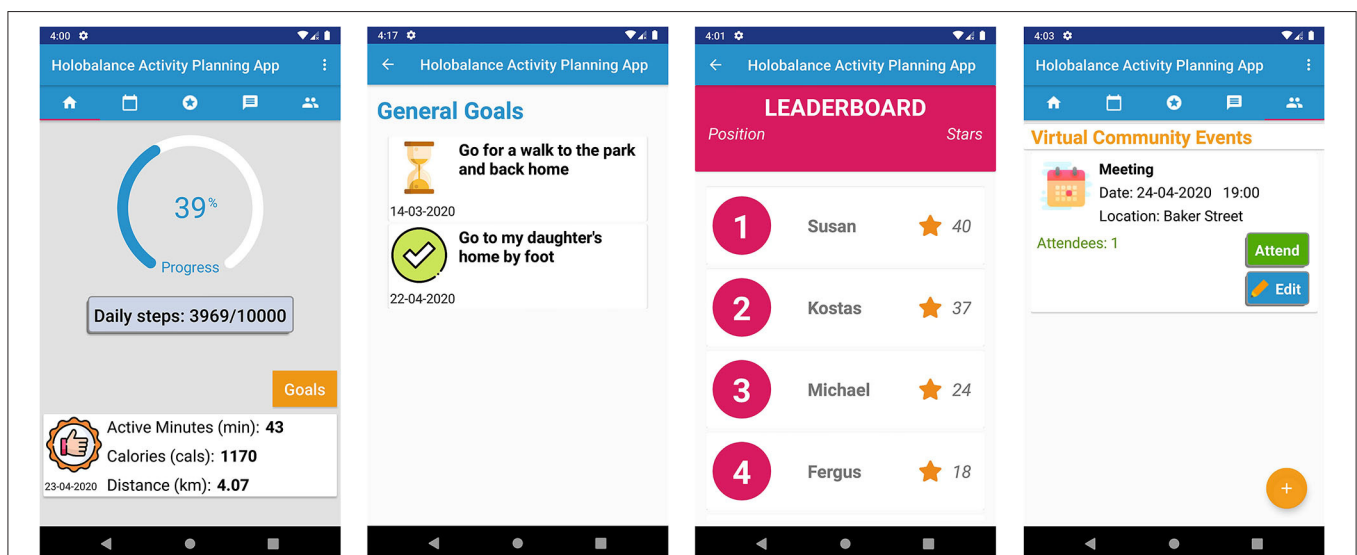 4:00
Holobalance Activity Planning App
39%
Progress
Daily steps: 3969/10000
Goals
Active Minutes (min): 43
Calories (cals): 1170
23-04-2020 Distance (km): 4.07
4:17
Holobalance Activity Planning App
General Goals
Go for a walk to the park
and back home
14-03-2020
Go to my daughter's
home by foot
22-04-2020
4:01
Holobalance Activity Planning App
LEADERBOARD
Position Stars
1 Susan 40
2 Kostas 37
3 Michael 24
4 Fergus 18
4:03
Holobalance Activity Planning App
Virtual Community Events
Meeting
Date: 24-04-2020 19:00
Location: Baker Street
Attendees: 1
Attend
Edit
+